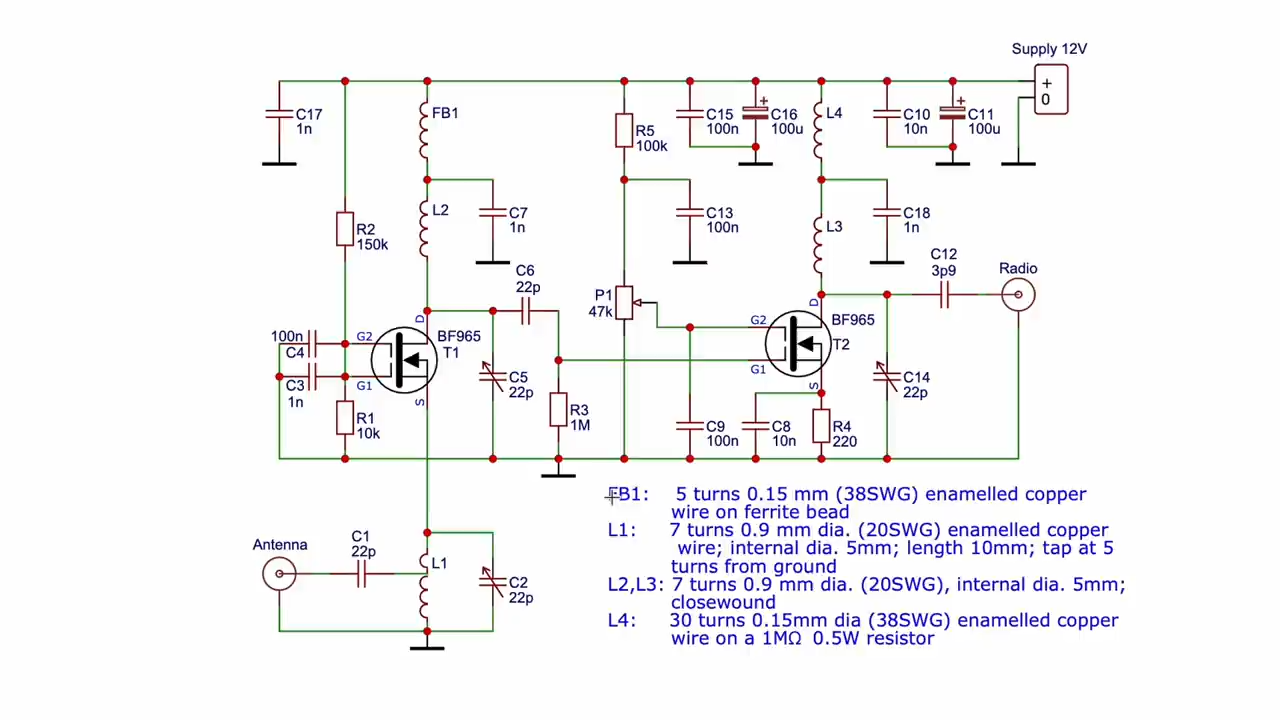 Supply 12V
+
0
C17
1n
FB1
R5
100k
C15
100n
+
C16
100u
L4
C10
10n
+
C11
100u
R2
150k
L2
C7
1n
C13
100n
L3
C18
1n
C6
22p
P1
47k
C12
3p9
Radio
100n
C4
C3
1n
G2
G1
D
S
BF965
T1
C5
22p
R3
1M
G2
G1
D
S
BF965
T2
C14
22p
R1
10k
C9
100n
C8
10n
R4
220
Antenna
C1
22p
L1
C2
22p
FB1: 5 turns 0.15 mm (38SWG) enamelled copper
wire on ferrite bead
L1: 7 turns 0.9 mm dia. (20SWG) enamelled copper
wire; internal dia. 5mm; length 10mm; tap at 5
turns from ground
L2,L3: 7 turns 0.9 mm dia. (20SWG), internal dia. 5mm;
closewound
L4: 30 turns 0.15mm dia (38SWG) enamelled copper
wire on a 1MΩ 0.5W resistor